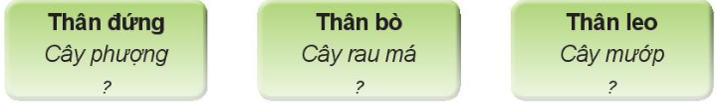 Thân đứng
Cây phượng
?
Thân bò
Cây rau má
?
Thân leo
Cây mướp
?